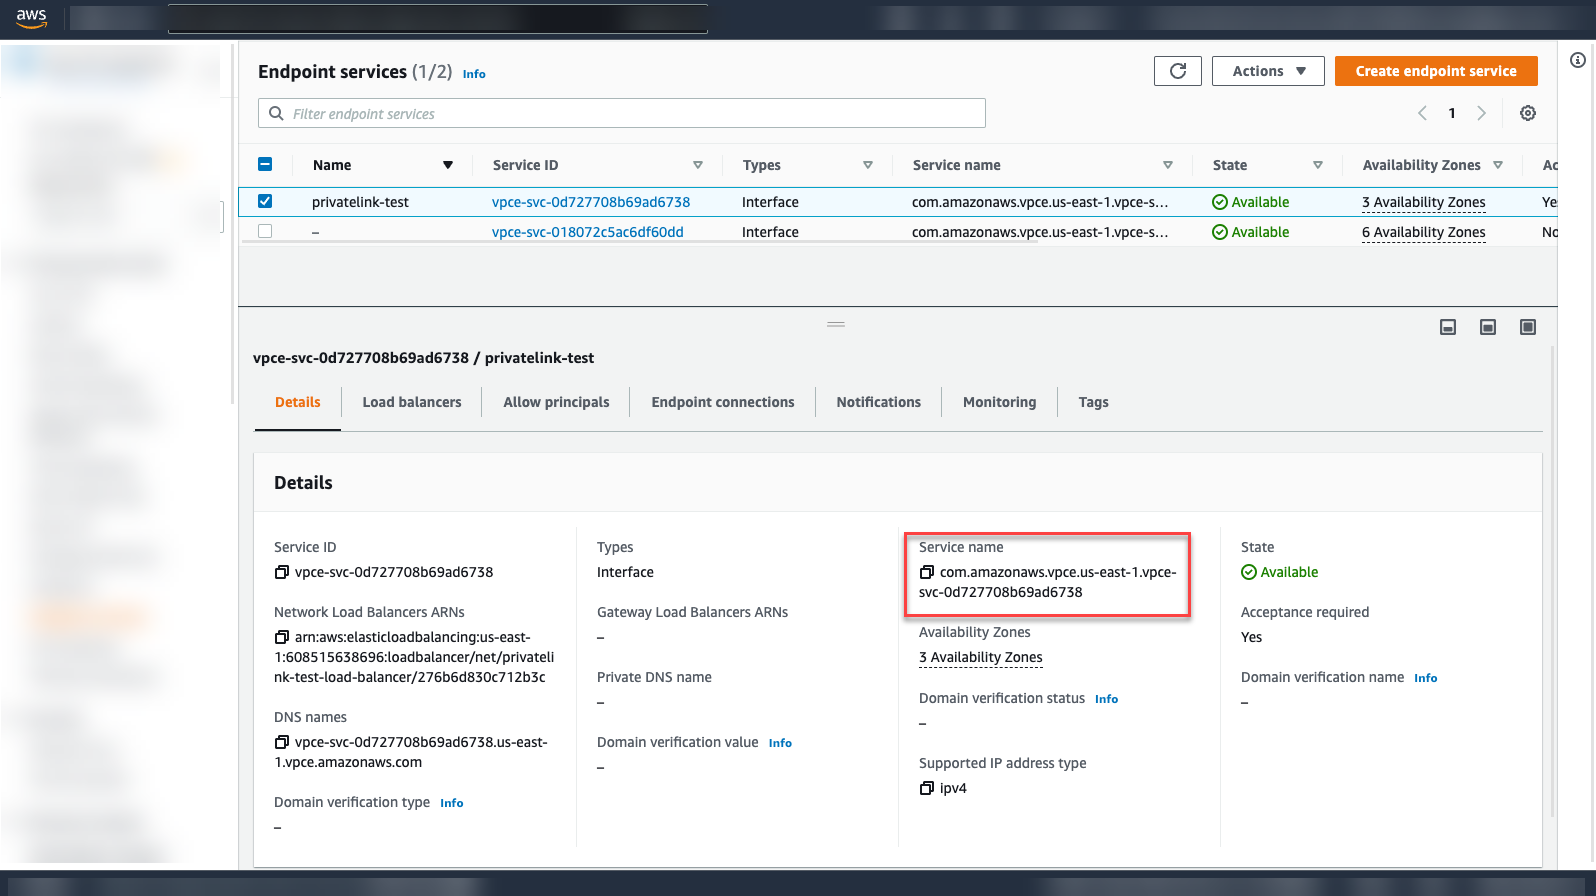 aws
Endpoint services (1/2) Info
Actions
Create endpoint service
Filter endpoint services
1
Name Service ID Types Service name State Availability Zones Ac
privatelink-test vpce-svc-0d727708b69ad6738 Interface com.amazonaws.vpce.us-east-1.vpce-s... Available 3 Availability Zones Yes
– vpce-svc-018072c5ac6df60dd Interface com.amazonaws.vpce.us-east-1.vpce-s... Available 6 Availability Zones No
vpce-svc-0d727708b69ad6738 / privatelink-test
Details Load balancers Allow principals Endpoint connections Notifications Monitoring Tags
Details
Service ID
vpce-svc-0d727708b69ad6738
Network Load Balancers ARNs
arn:aws:elasticloadbalancing:us-east-
1:608515638696:loadbalancer/net/privateli
nk-test-load-balancer/276b6d830c712b3c
DNS names
vpce-svc-0d727708b69ad6738.us-east-
1.vpce.amazonaws.com
Domain verification type Info
–
Types
Interface
Gateway Load Balancers ARNs
–
Private DNS name
–
Domain verification value Info
–
Service name
com.amazonaws.vpce.us-east-1.vpce-
svc-0d727708b69ad6738
Availability Zones
3 Availability Zones
Domain verification status Info
–
Supported IP address type
ipv4
State
Available
Acceptance required
Yes
Domain verification name Info
–